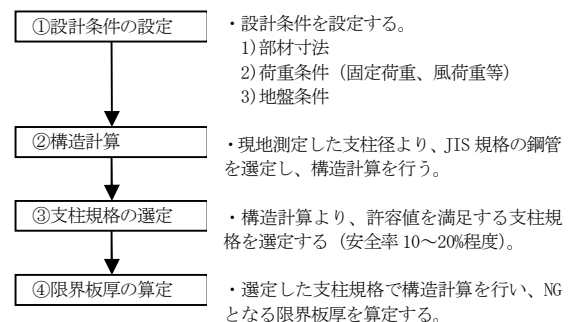 ①設計条件の設定
・設計条件を設定する。
1)部材寸法
2)荷重条件（固定荷重、風荷重等）
3)地盤条件
②構造計算
・現地測定した支柱径より、JIS 規格の鋼管
を選定し、構造計算を行う。
③支柱規格の選定
・構造計算より、許容値を満足する支柱規
格を選定する（安全率 10～20%程度）。
④限界板厚の算定
・選定した支柱規格で構造計算を行い、NG
となる限界板厚を算定する。